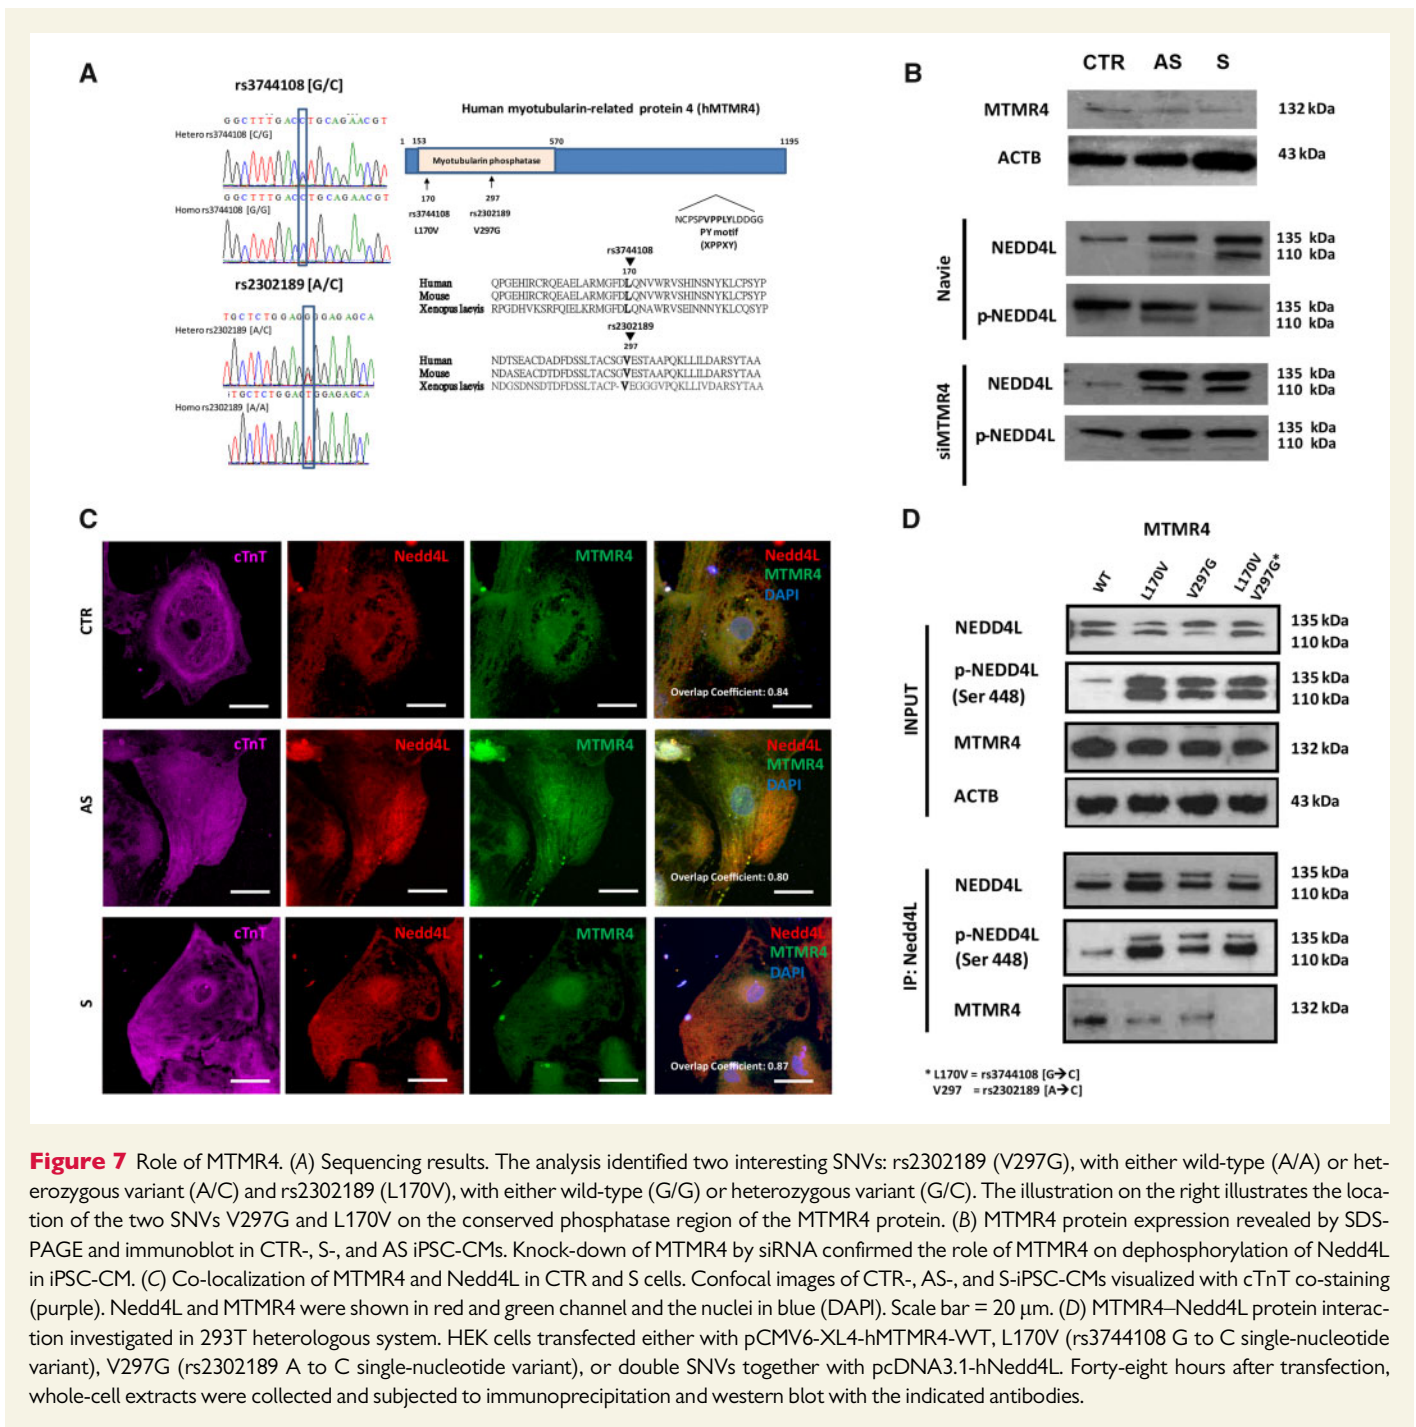 A
rs3744108 [G/C]
G G C T T T G A C C T G C A G A A C G T
Hetero rs3744108 [C/G]
G G C T T T G A C C T G C A G A A C G T
Homo rs3744108 [G/G]
rs2302189 [A/C]
T G C T C T G G A G G G G A G A G C A
Hetero rs2302189 [A/C]
T G C T C T G G A G T G G A G A G C A
Homo rs2302189 [A/A]
Human myotubularin-related protein 4 (hMTMR4)
1 153 570 1195
Myotubularin phosphatase
170 297
rs3744108 rs2302189
L170V V297G
NCPSPVPPLYLDDGG
PY motif
(XPPXY)
rs3744108
170
Human QPGEHIRCRQEAELARMGFDLQNVWRVSHINSNYKLCPSYP
Mouse QPGEHIRCRQEAELARMGFDLQNVWRVSHINSNYKLCPSYP
Xenopus laevis RPGDHVKSRFQIELKRMGFDLQNAWRVSEINNNYKLCQSYP
rs2302189
297
Human NDTSEACDADFDSSLTACSGVESTAAPQKLLILDARSYTAA
Mouse NDASEACDTDFDSSLTACSGVESTAAPQKLLILDARSYTAA
Xenopus laevis NDGSDNSDTDFDSSLTACP-VEGGGVPQKLLIVDARSYTAA
B
CTR AS S
MTMR4 132 kDa
ACTB 43 kDa
Navie
NEDD4L 135 kDa
110 kDa
p-NEDD4L 135 kDa
110 kDa
siMTMR4
NEDD4L 135 kDa
110 kDa
p-NEDD4L 135 kDa
110 kDa
C
CTR
cTnT Nedd4L MTMR4 Nedd4L
MTMR4
DAPI
Overlap Coefficient: 0.84
AS
cTnT Nedd4L MTMR4 Nedd4L
MTMR4
DAPI
Overlap Coefficient: 0.80
S
cTnT Nedd4L MTMR4 Nedd4L
MTMR4
DAPI
Overlap Coefficient: 0.87
D
MTMR4
WT L170V V297G L170V V297G*
INPUT
NEDD4L 135 kDa
110 kDa
p-NEDD4L 135 kDa
(Ser 448) 110 kDa
MTMR4 132 kDa
ACTB 43 kDa
IP: Nedd4L
NEDD4L 135 kDa
110 kDa
p-NEDD4L 135 kDa
(Ser 448) 110 kDa
MTMR4 132 kDa
* L170V = rs3744108 [G→C]
V297 = rs2302189 [A→C]
Figure 7 Role of MTMR4. (A) Sequencing results. The analysis identified two interesting SNVs: rs2302189 (V297G), with either wild-type (A/A) or het-
erozygous variant (A/C) and rs2302189 (L170V), with either wild-type (G/G) or heterozygous variant (G/C). The illustration on the right illustrates the loca-
tion of the two SNVs V297G and L170V on the conserved phosphatase region of the MTMR4 protein. (B) MTMR4 protein expression revealed by SDS-
PAGE and immunoblot in CTR-, S-, and AS iPSC-CMs. Knock-down of MTMR4 by siRNA confirmed the role of MTMR4 on dephosphorylation of Nedd4L
in iPSC-CM. (C) Co-localization of MTMR4 and Nedd4L in CTR and S cells. Confocal images of CTR-, AS-, and S-iPSC-CMs visualized with cTnT co-staining
(purple). Nedd4L and MTMR4 were shown in red and green channel and the nuclei in blue (DAPI). Scale bar = 20 μm. (D) MTMR4–Nedd4L protein interac-
tion investigated in 293T heterologous system. HEK cells transfected either with pCMV6-XL4-hMTMR4-WT, L170V (rs3744108 G to C single-nucleotide
variant), V297G (rs2302189 A to C single-nucleotide variant), or double SNVs together with pcDNA3.1-hNedd4L. Forty-eight hours after transfection,
whole-cell extracts were collected and subjected to immunoprecipitation and western blot with the indicated antibodies.